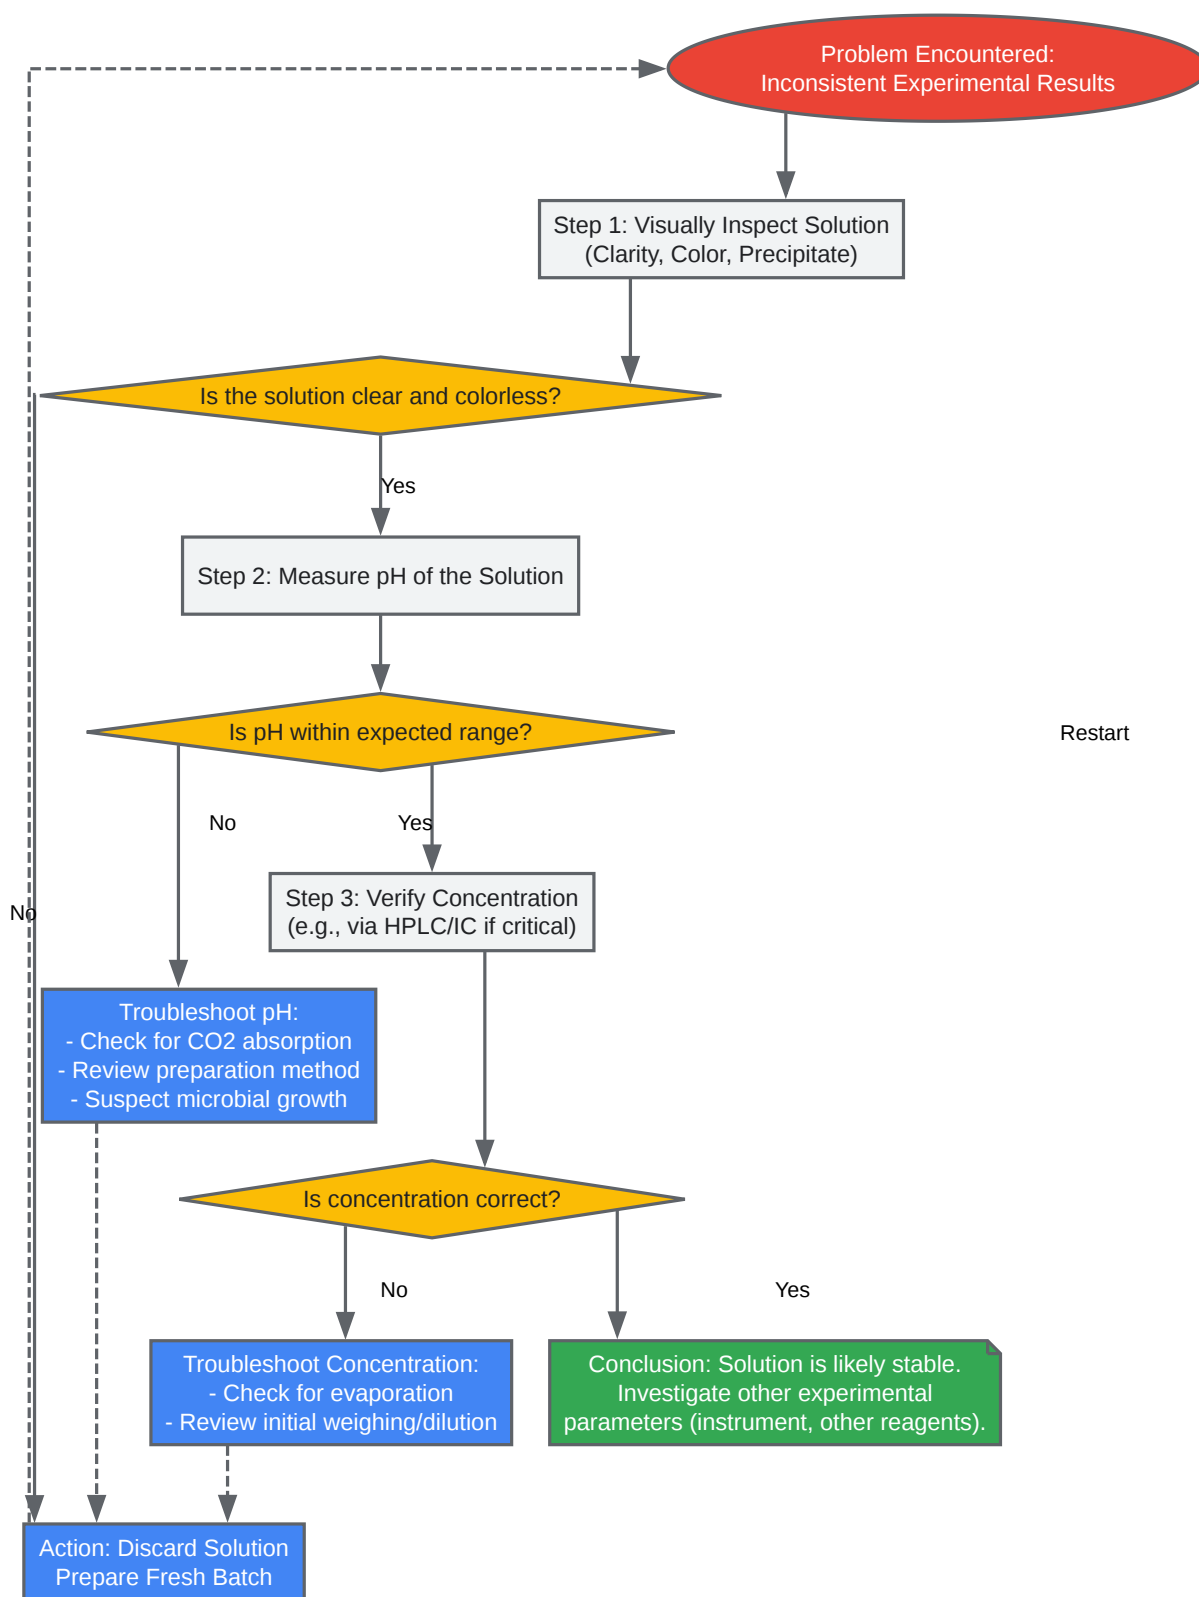 Problem Encountered:
Inconsistent Experimental Results
Step 1: Visually Inspect Solution
(Clarity, Color, Precipitate)
Is the solution clear and colorless?
Yes
Step 2: Measure pH of the Solution
Is pH within expected range?
Restart
No
Yes
Step 3: Verify Concentration
(e.g., via HPLC/IC if critical)
No
Troubleshoot pH:
- Check for CO2 absorption
- Review preparation method
- Suspect microbial growth
Is concentration correct?
No
Yes
Troubleshoot Concentration:
- Check for evaporation
- Review initial weighing/dilution
Conclusion: Solution is likely stable.
Investigate other experimental
parameters (instrument, other reagents).
Action: Discard Solution
Prepare Fresh Batch